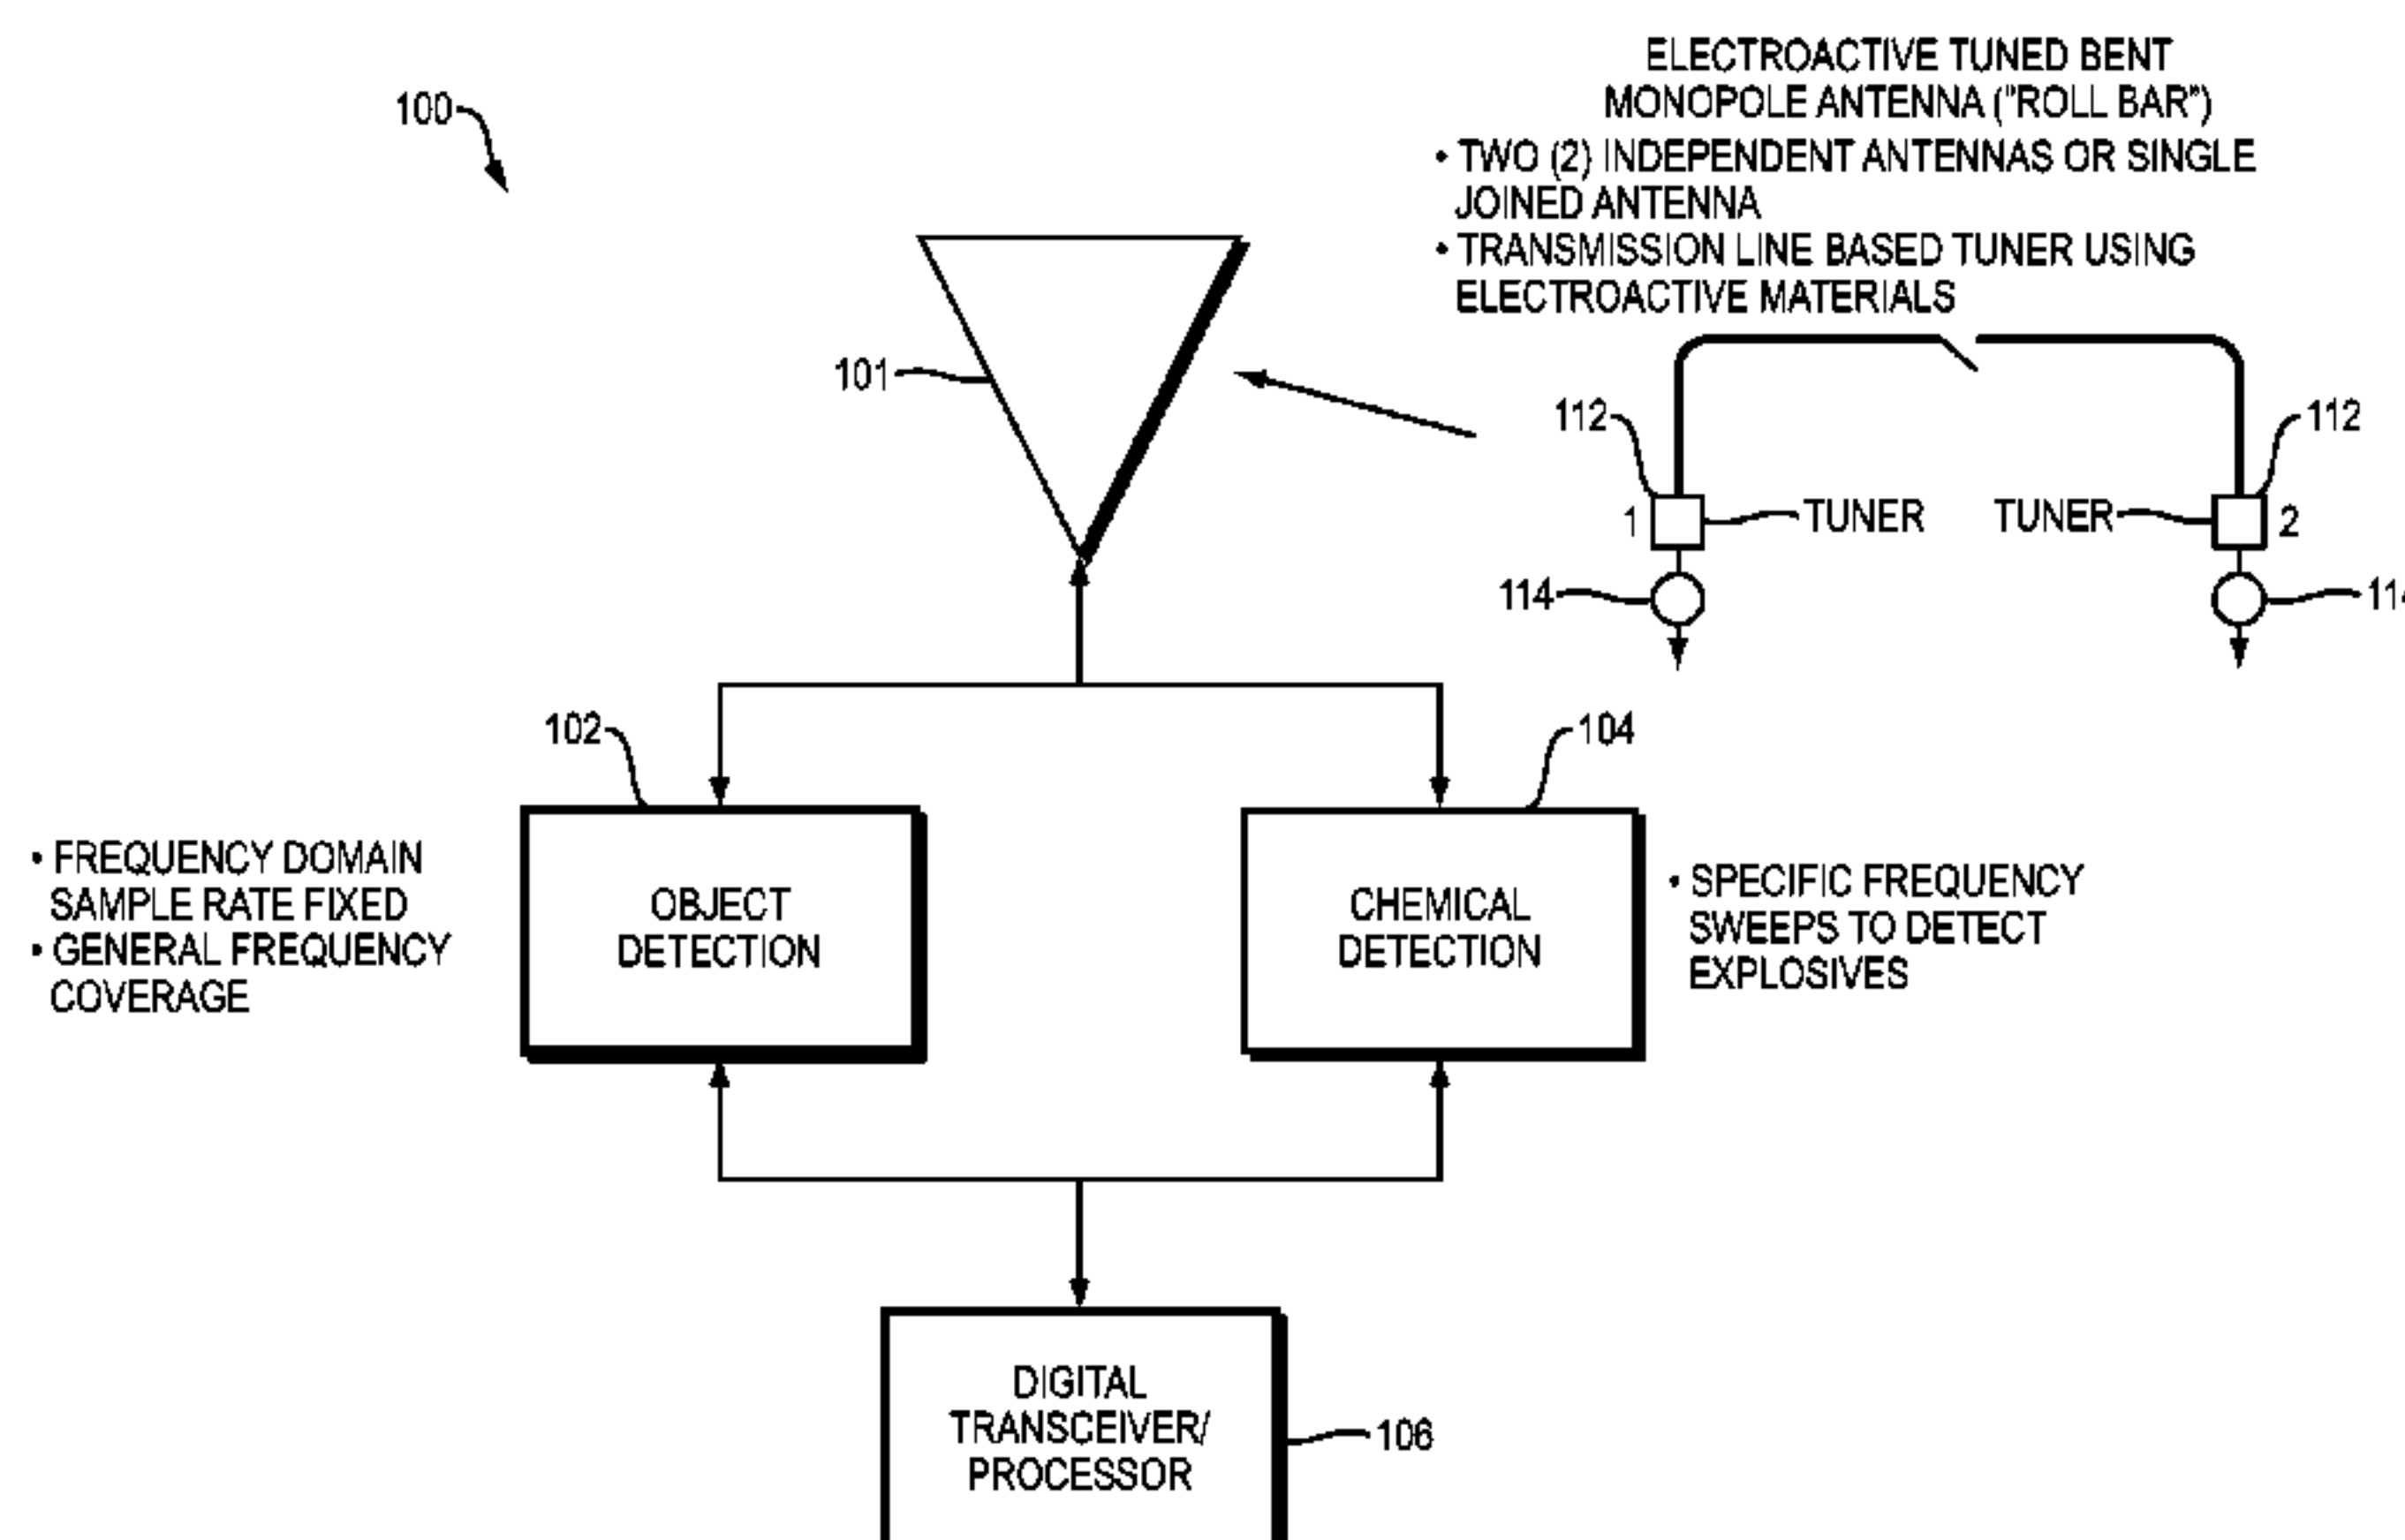 100
ELECTROACTIVE TUNED BENT
MONOPOLE ANTENNA ("ROLL BAR")
• TWO (2) INDEPENDENT ANTENNAS OR SINGLE
JOINED ANTENNA
• TRANSMISSION LINE BASED TUNER USING
ELECTROACTIVE MATERIALS
101
112
112
1
TUNER
TUNER
2
114
102
104
• FREQUENCY DOMAIN
SAMPLE RATE FIXED
• GENERAL FREQUENCY
COVERAGE
OBJECT
DETECTION
CHEMICAL
DETECTION
• SPECIFIC FREQUENCY
SWEEPS TO DETECT
EXPLOSIVES
DIGITAL
TRANSCEIVER/
PROCESSOR
106